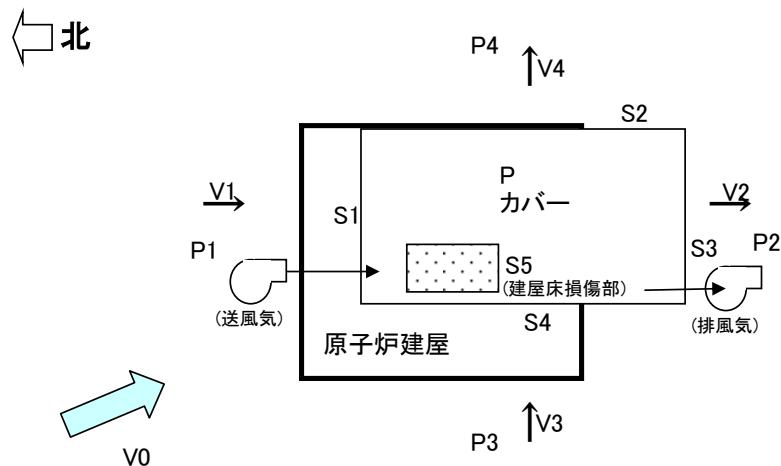 北
P4
V4
S2
P
カバー
V1
V2
S1
P1
S3
P2
S5
(建屋床損傷部)
(送風気)
S4
(排風気)
原子炉建屋
P3
V3
V0